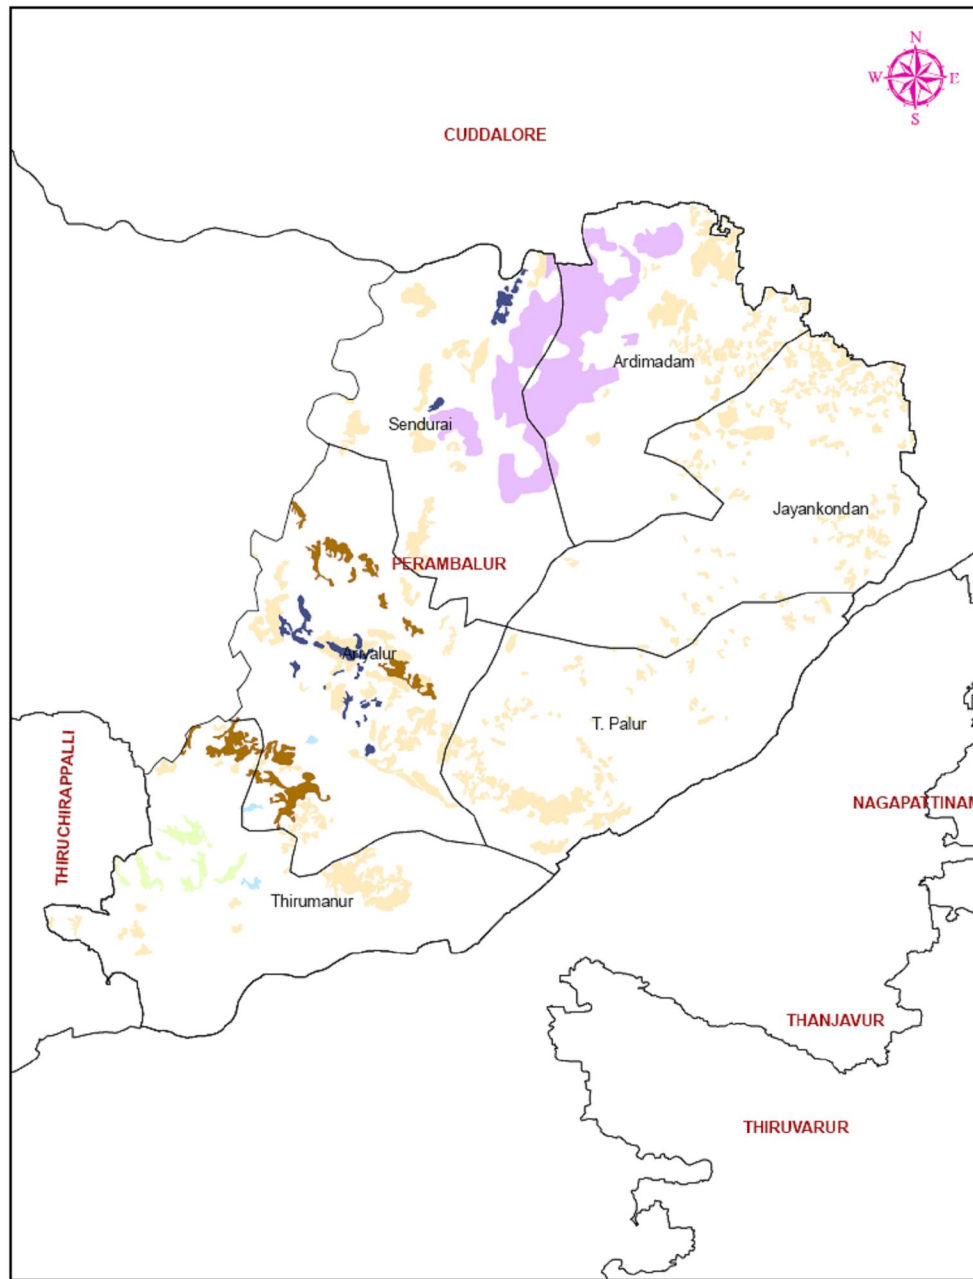 N
W E
S
CUDDALORE
Ardimadam
Sendurai
Jayankondan
PERAMBALUR
Ariyalur
T. Palur
THIRUCHIRAPPALLI
NAGAPATTINAM
Thirumanur
THANJAVUR
THIRUVARUR